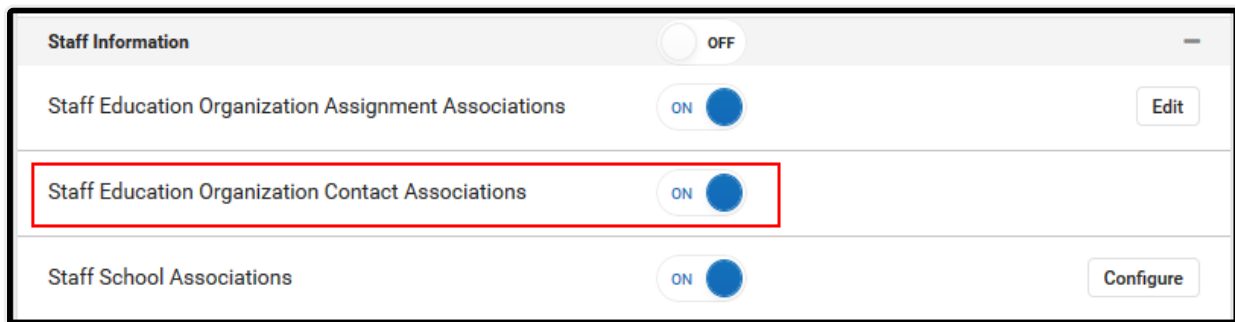 Staff Information OFF
Staff Education Organization Assignment Associations ON Edit
Staff Education Organization Contact Associations ON
Staff School Associations ON Configure